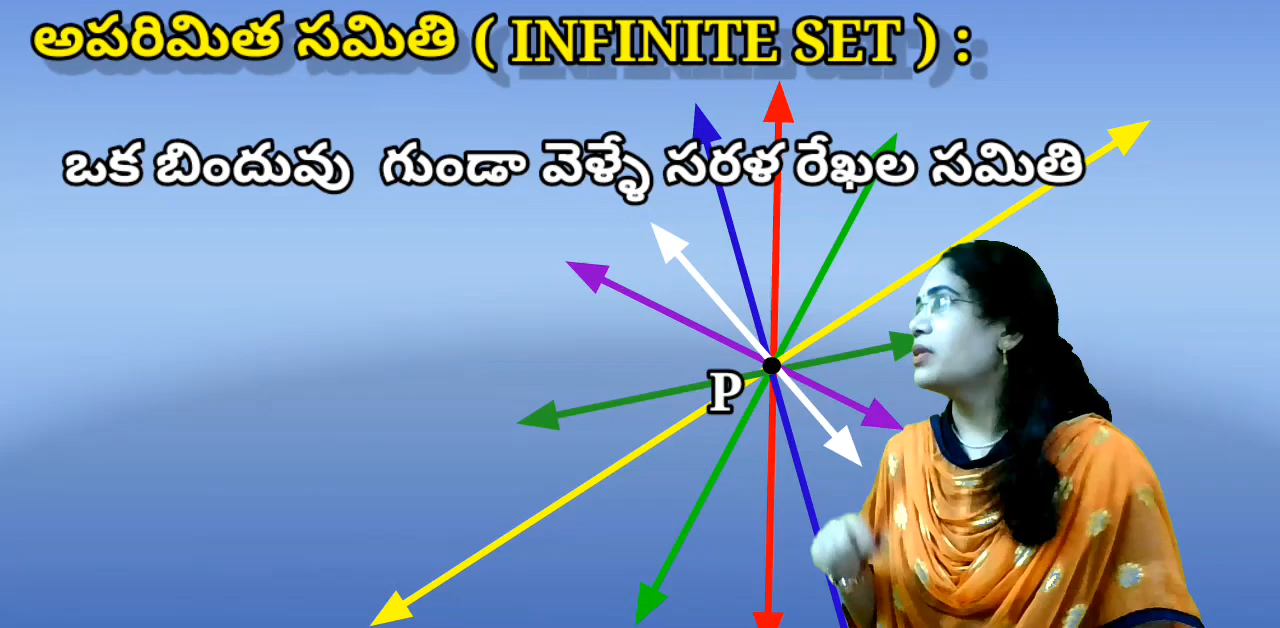 అపరిమిత సమితి ( INFINITE SET ) :
ఒక బిందువు గుండా వెళ్ళే సరళ రేఖల సమితి
P